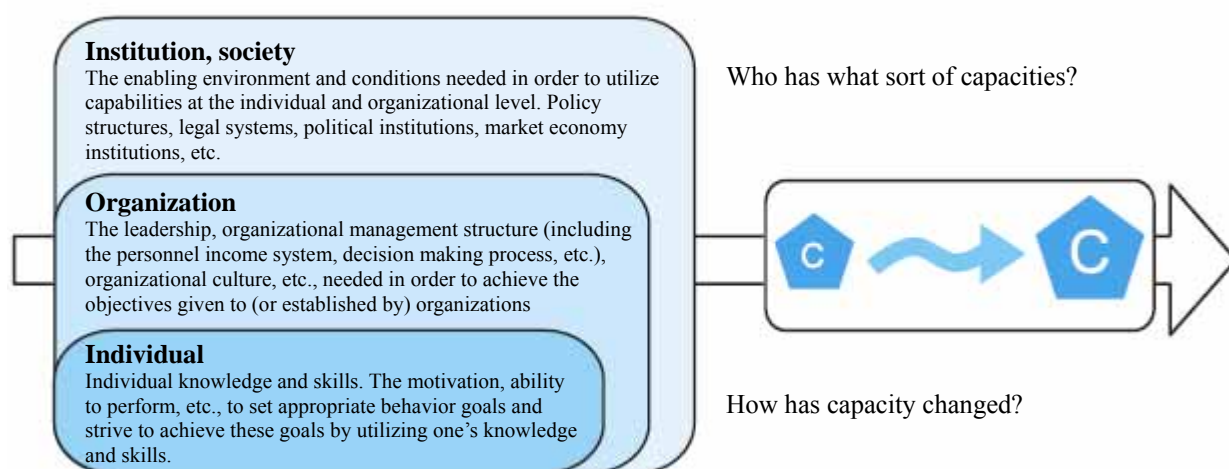 Institution, society
The enabling environment and conditions needed in order to utilize
capabilities at the individual and organizational level. Policy
structures, legal systems, political institutions, market economy
institutions, etc.
Organization
The leadership, organizational management structure (including
the personnel income system, decision making process, etc.),
organizational culture, etc., needed in order to achieve the
objectives given to (or established by) organizations
Individual
Individual knowledge and skills. The motivation, ability
to perform, etc., to set appropriate behavior goals and
strive to achieve these goals by utilizing one’s knowledge
and skills.
Who has what sort of capacities?
C
C
How has capacity changed?